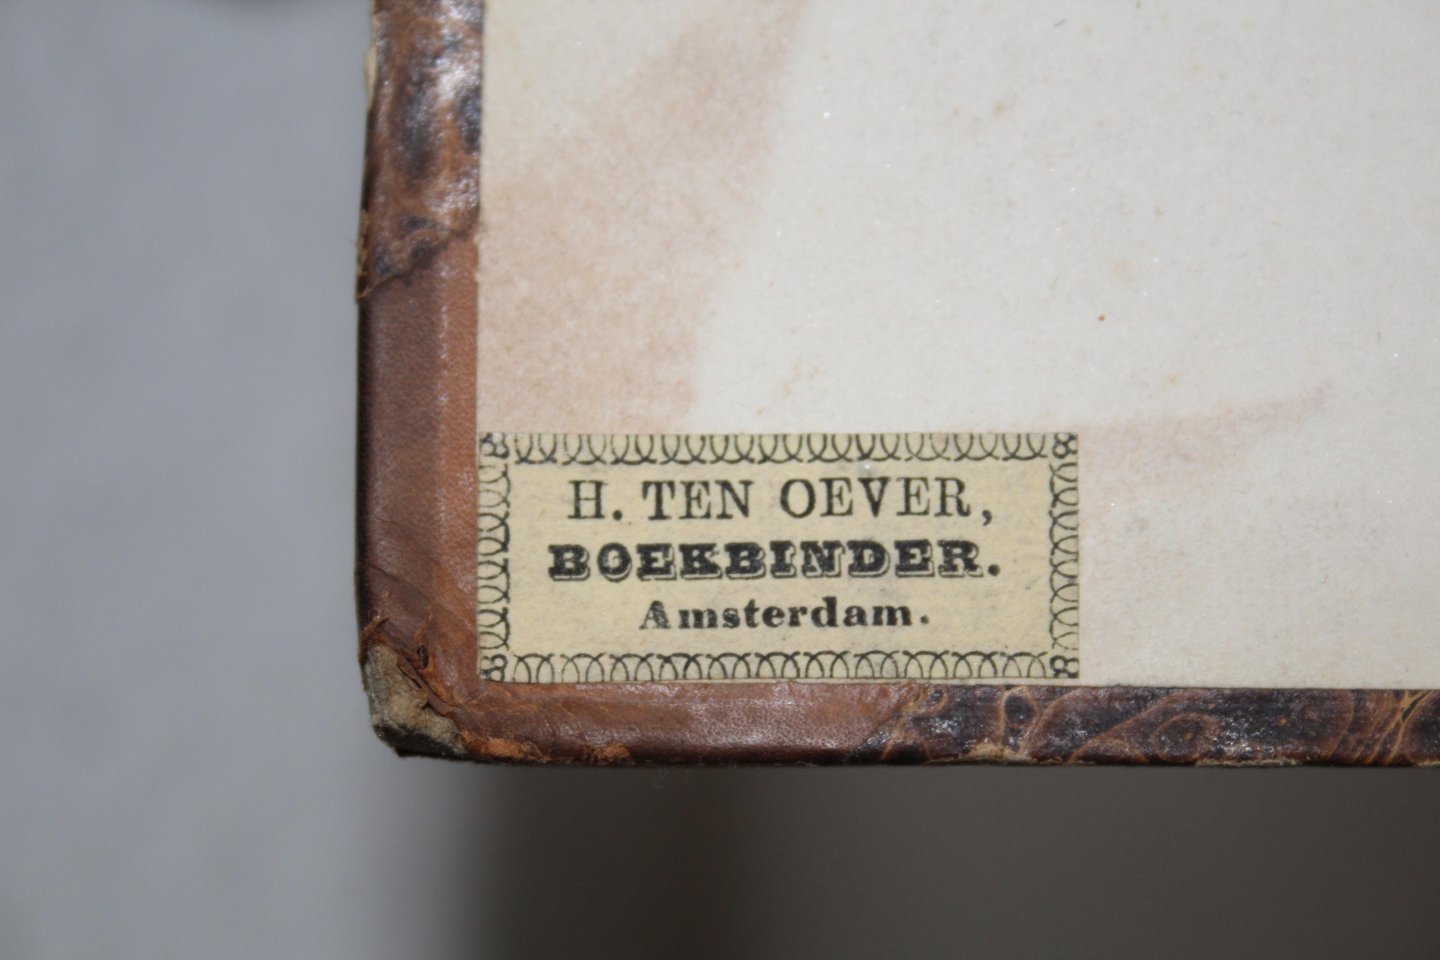 H. TEN OEVER,
BOEKBINDER.
Amsterdam.